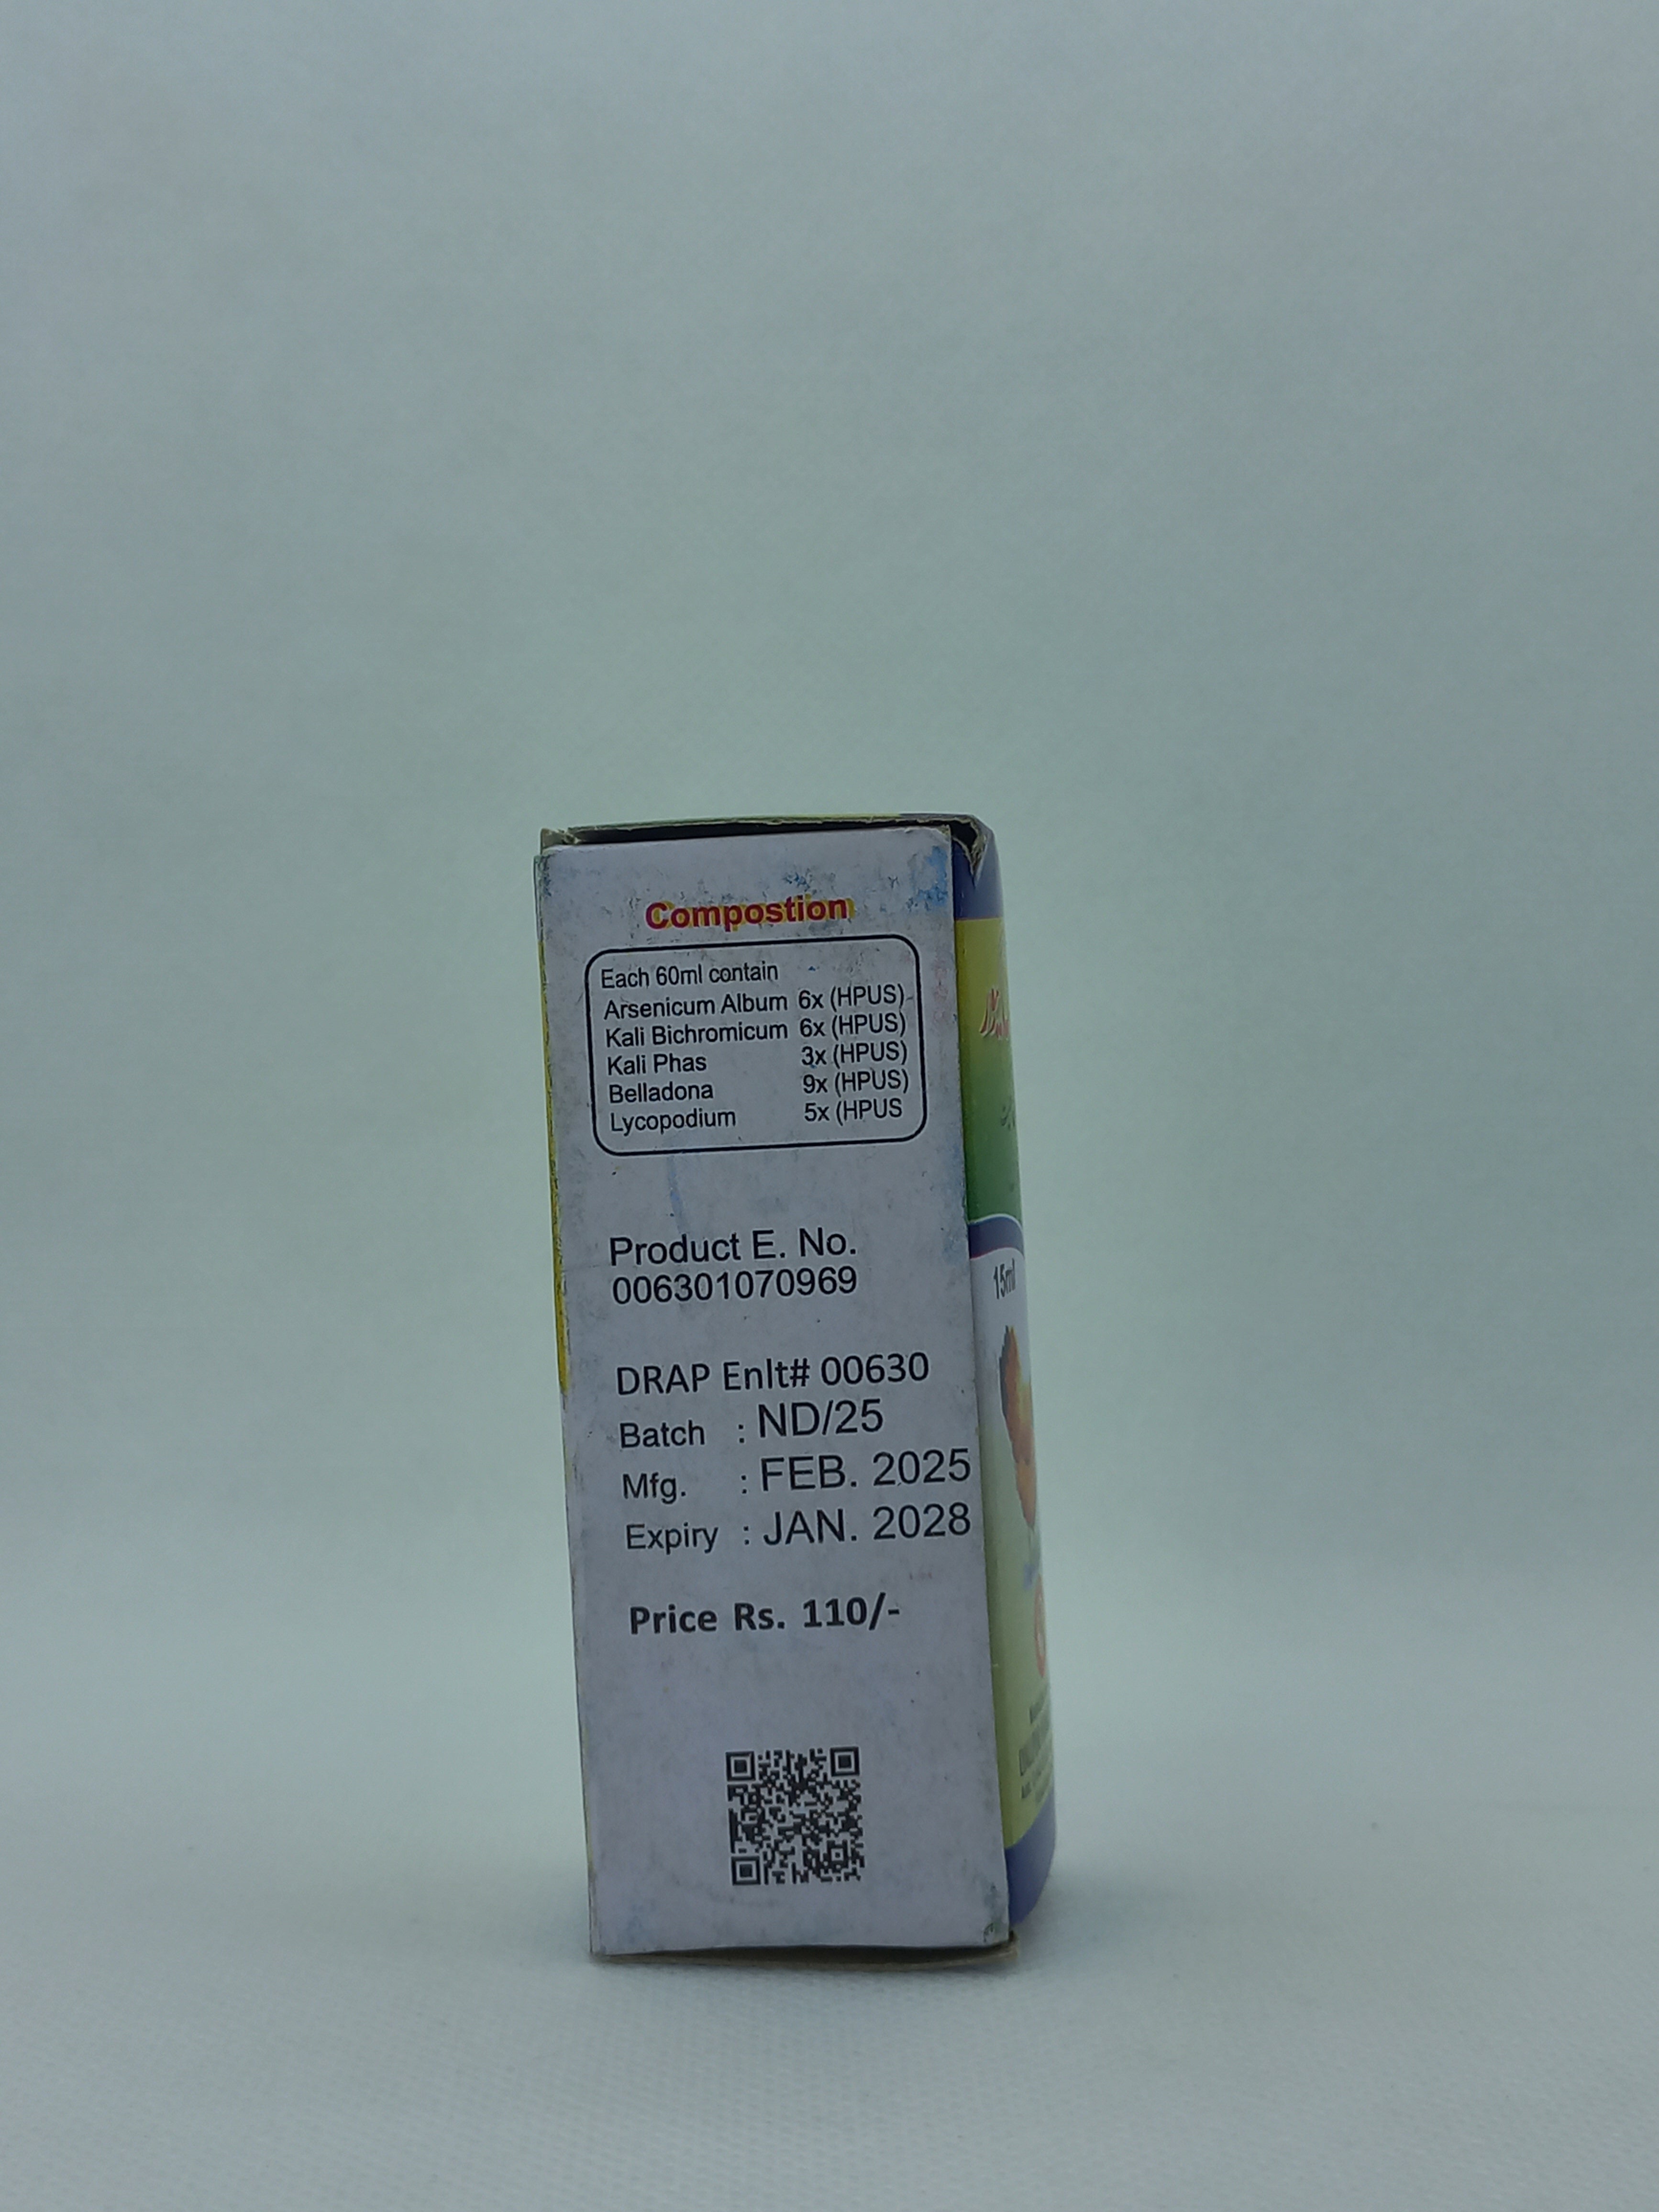 Compostion
Each 60ml contain
Arsenicum Album 6x (HPUS)
Kali Bichromicum 6x (HPUS)
Kali Phas 3x (HPUS)
Belladona 9x (HPUS)
Lycopodium 5x (HPUS
Product E. No.
006301070969
DRAP Enlt# 00630
Batch : ND/25
Mfg. : FEB. 2025
Expiry : JAN. 2028
Price Rs. 110/-
15ml